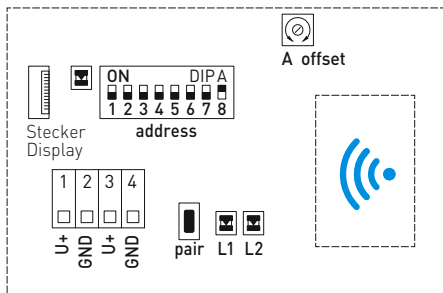 A offset
ON DIP A
1 2 3 4 5 6 7 8
address
Stecker
Display
1 2 3 4
U+ GND U+ GND
pair L1 L2